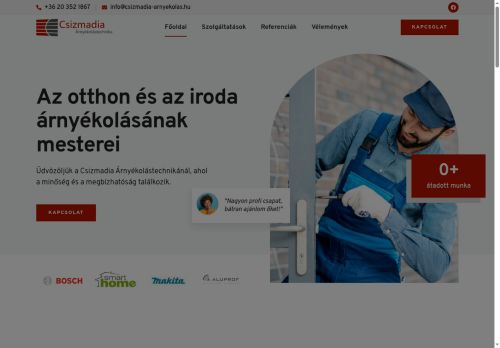 +36 20 352 1867
info@csizmadia-arnyekolas.hu
Csizmadia
Árnyékolástechnika
Főoldal
Szolgáltatások
Referenciák
Vélemények
KAPCSOLAT
Az otthon és az iroda
árnyékolásának
mesterei
Üdvözöljük a Csizmadia Árnyékolástechnikánál, ahol
a minőség és a megbízhatóság találkozik.
KAPCSOLAT
"Nagyon profi csapat,
bátran ajánlom őket!"
0+
átadott munka
BOSCH
smart
home
makita
ALUPROF